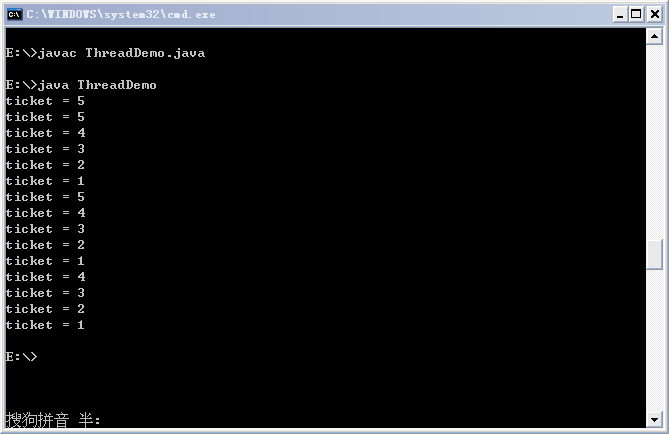 C:\WINDOWS\system32\cmd.exe
E:\>javac ThreadDemo.java
E:\>java ThreadDemo
ticket = 5
ticket = 5
ticket = 4
ticket = 3
ticket = 2
ticket = 1
ticket = 5
ticket = 4
ticket = 3
ticket = 2
ticket = 1
ticket = 4
ticket = 3
ticket = 2
ticket = 1
E:\>
搜狗拼音 半: